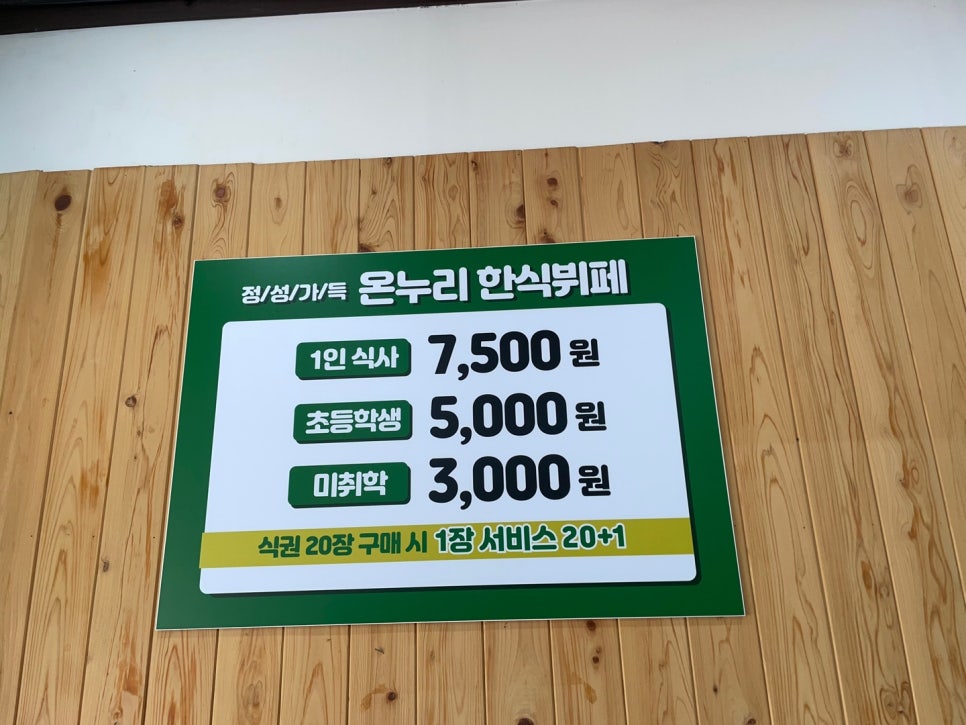 정/성/가/득 온누리 한식뷔페
1인 식사 7,500 원
초등학생 5,000 원
미취학 3,000 원
식권 20장 구매 시 1장 서비스 20+1